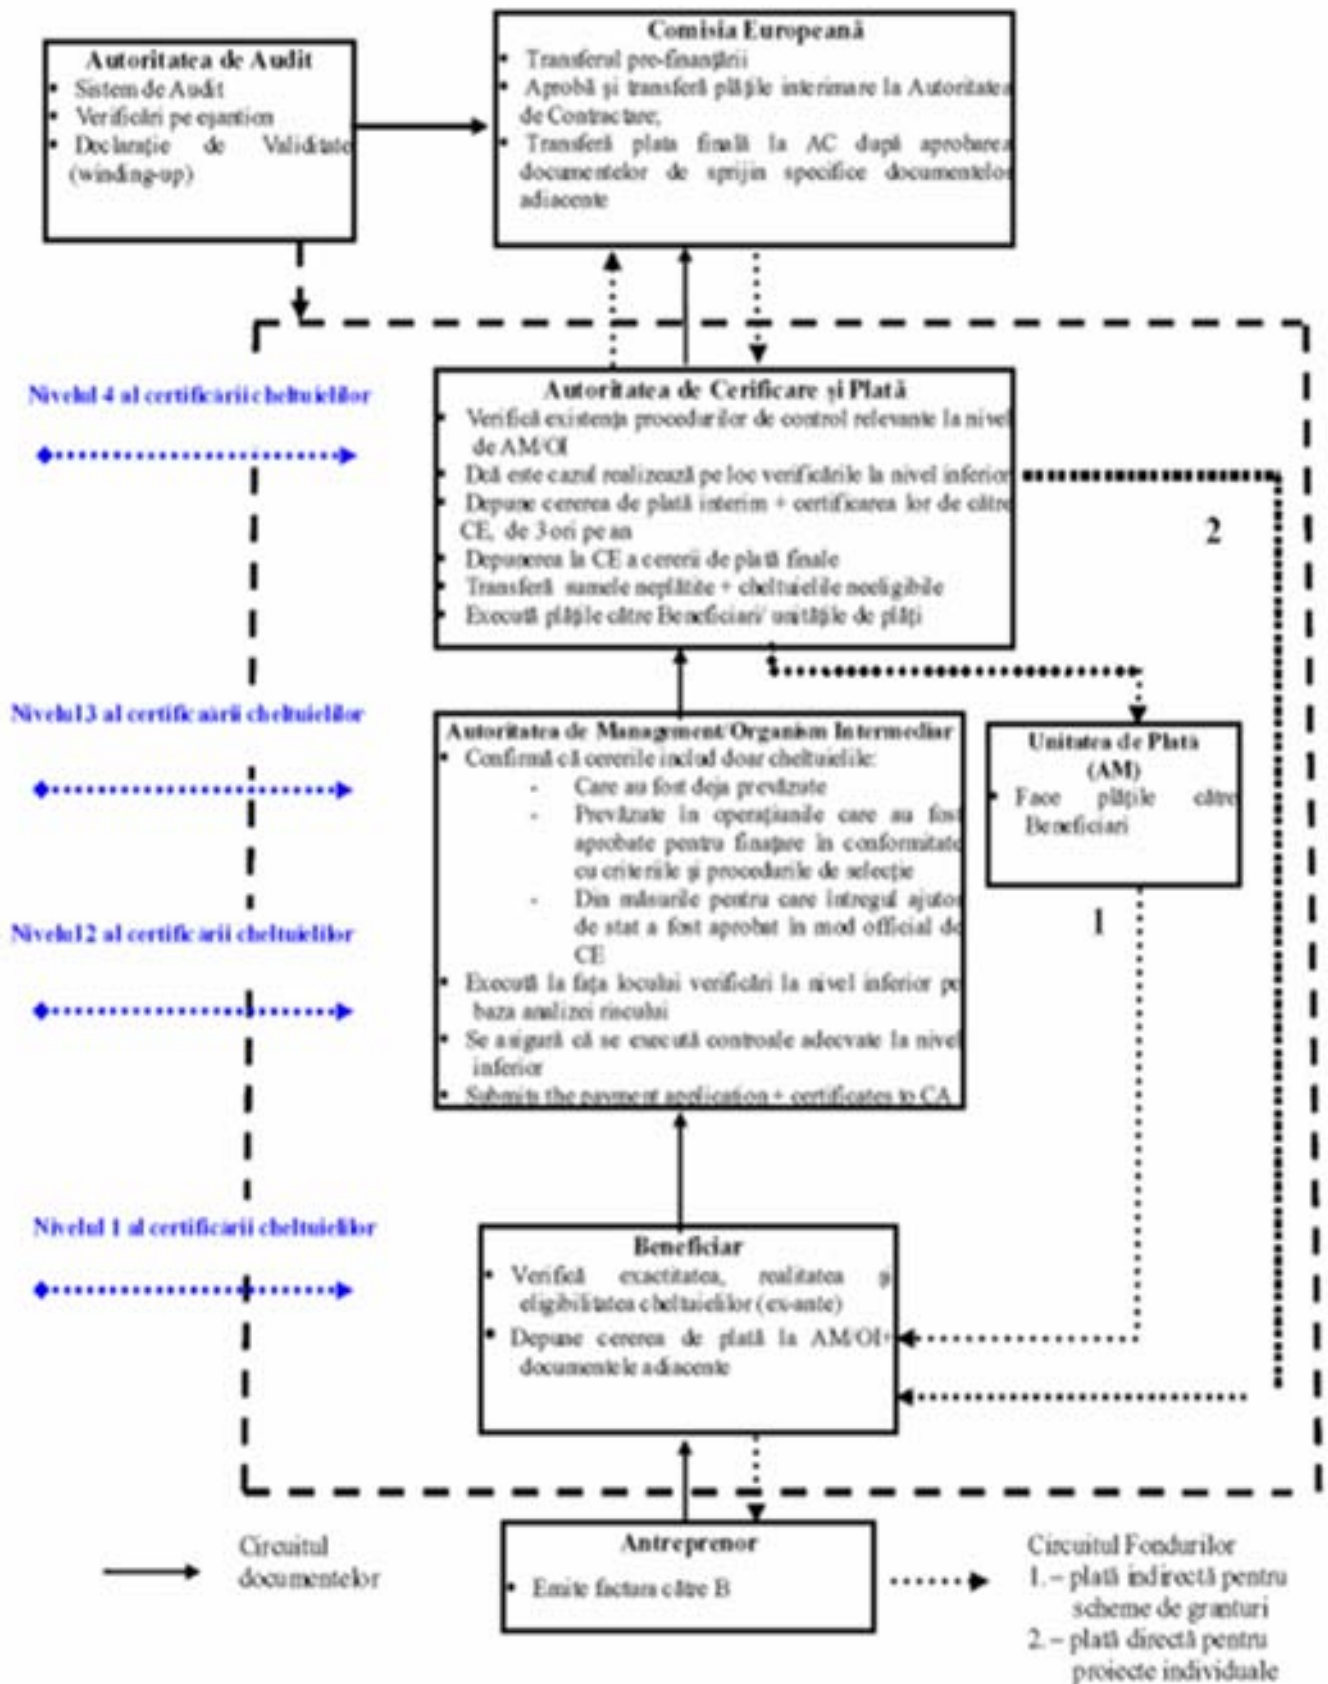 Autoritatea de Audit
• Sistem de Audit
• Verificări pe eșantion
• Declarație de Validitate
(winding-up)
Comisia Europeană
• Transferul pre-finanțării
• Aprobă și transferă plățile interimare la Autoritatea
de Contractare;
• Transferă plata finală la AC după aprobarea
documentelor de sprijin specifice documentelor
adiacente
Nivelul 4 al certificării cheltuielilor
Autoritatea de Cerificare și Plată
• Verifică existența procedurilor de control relevante la nivel
de AM/OI
• Dcă este cazul realizează pe loc verificările la nivel inferior
• Depune cererea de plată interim + certificarea lor de către
CE, de 3 ori pe an
• Depunerea la CE a cererii de plată finale
• Transferă sumele neplătite + cheltuielile neeligibile
• Execută plățile către Beneficiari/ unitățile de plăți
2
Nivelul 3 al certificaării cheltuielilor
Autoritatea de Management/Organism Intermediar
• Confirmă că cererile includ doar cheltuielile:
- Care au fost deja prevăzute
- Prevăzute în operațiunile care au fost
aprobate pentru finațare în conformitate
cu criteriile și procedurile de selecție
- Din măsurile pentru care întregul ajutor
de stat a fost aprobat în mod official de
CE
• Execută la fața locului verificări la nivel inferior pe
baza analizei riscului
• Se asigură că se execută controale adecvate la nivel
inferior
• Submits the payment application + certificates to CA
Unitatea de Plată
(AM)
• Face plățile către
Beneficiari
1
Nivelul 2 al certificării cheltuielilor
Nivelul 1 al certificării cheltuielilor
Beneficiar
• Verifică exactitatea, realitatea și
eligibilitatea cheltaielilor (ex-ante)
• Depune cererea de plată la AM/OI+
documentele adiacente
Antreprenor
• Emite factura către B
Circuitul
documentelor
Circuitul Fondurilor
1. – plată indirectă pentru
scheme de granturi
2. – plată directă pentru
proiecte individuale